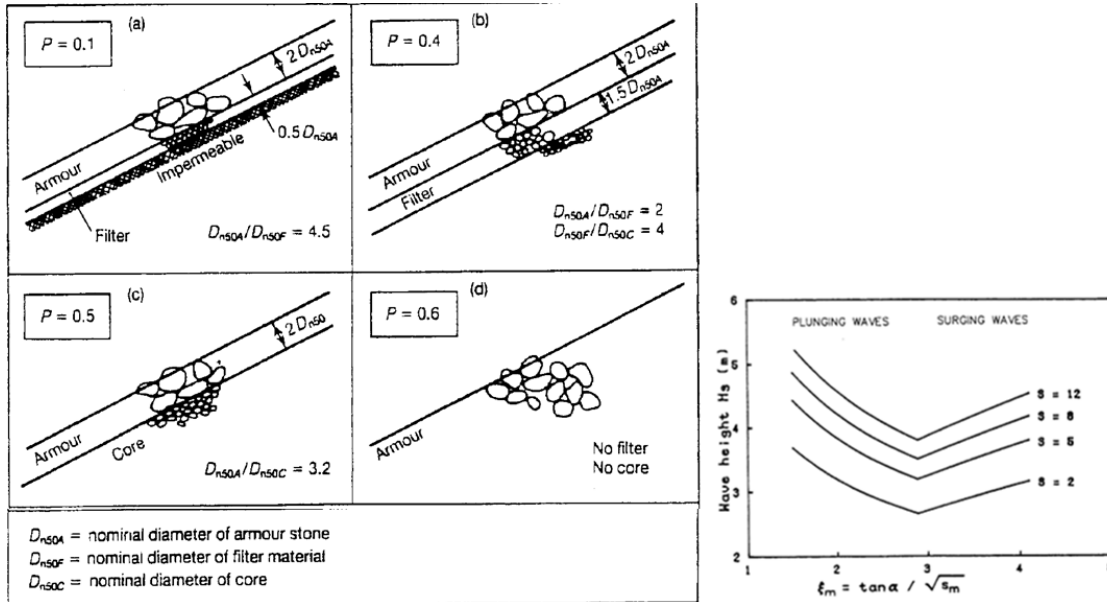 (a)
P = 0.1
2 Dn50A
0.5 Dn50A
Armour
Impermeable
Filter
Dn50A/Dn50F = 4.5
(b)
P = 0.4
2 Dn50A
1.5 Dn50A
Armour
Filter
Dn50A/Dn50F = 2
Dn50F/Dn50C = 4
(c)
P = 0.5
2 Dn50
Armour
Core
Dn50A/Dn50C = 3.2
(d)
P = 0.6
Armour
No filter
No core
Dn50A = nominal diameter of armour stone
Dn50F = nominal diameter of filter material
Dn50C = nominal diameter of core
6
PLUNGING WAVES SURGING WAVES
5
S = 12
S = 8
4
S = 5
3
S = 2
2
Wave height Hs (m)
1 2 3 4 5
ξm = tanα / √sm